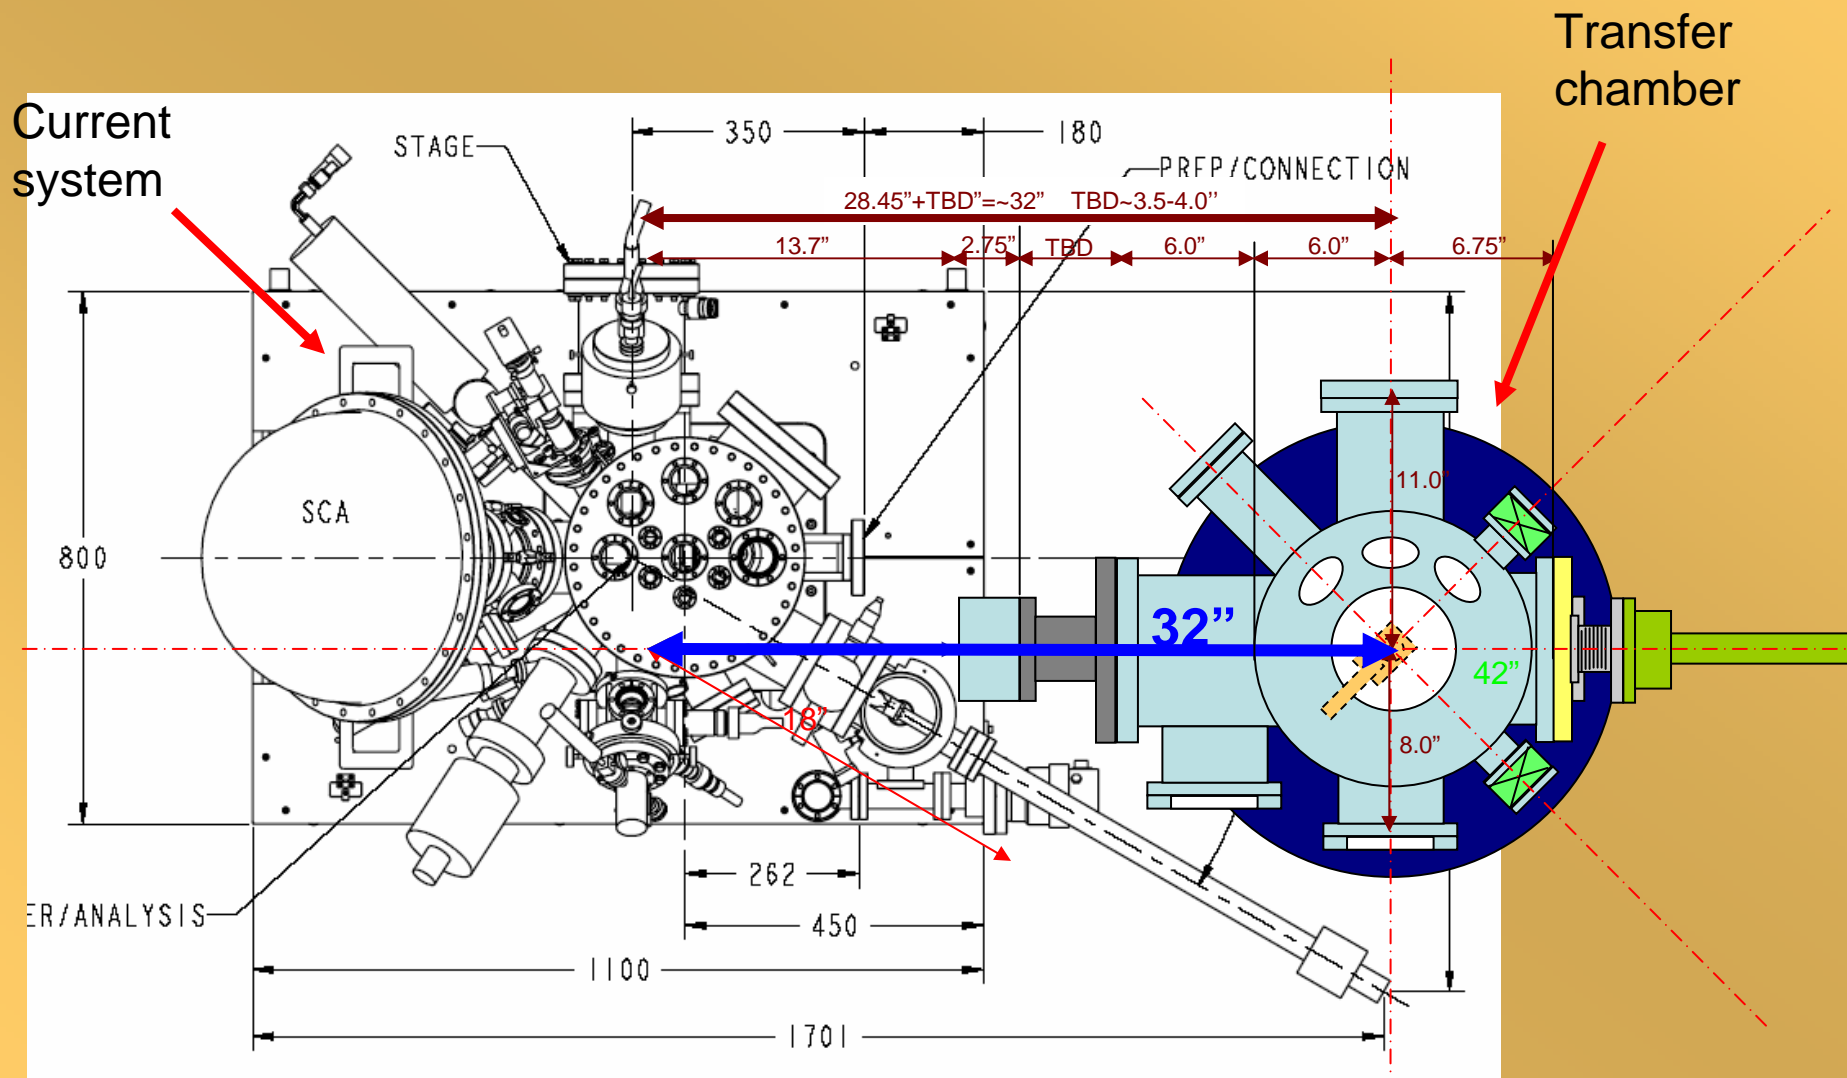 Transfer
chamber
Current
system
STAGE
350
180
PREP/CONNECTION
28.45”+TBD”=~32” TBD~3.5-4.0’’
13.7”
2.75”
TBD
6.0”
6.0”
6.75”
11.0”
SCA
800
32”
42”
18”
8.0”
262
ER/ANALYSIS
450
1100
1701